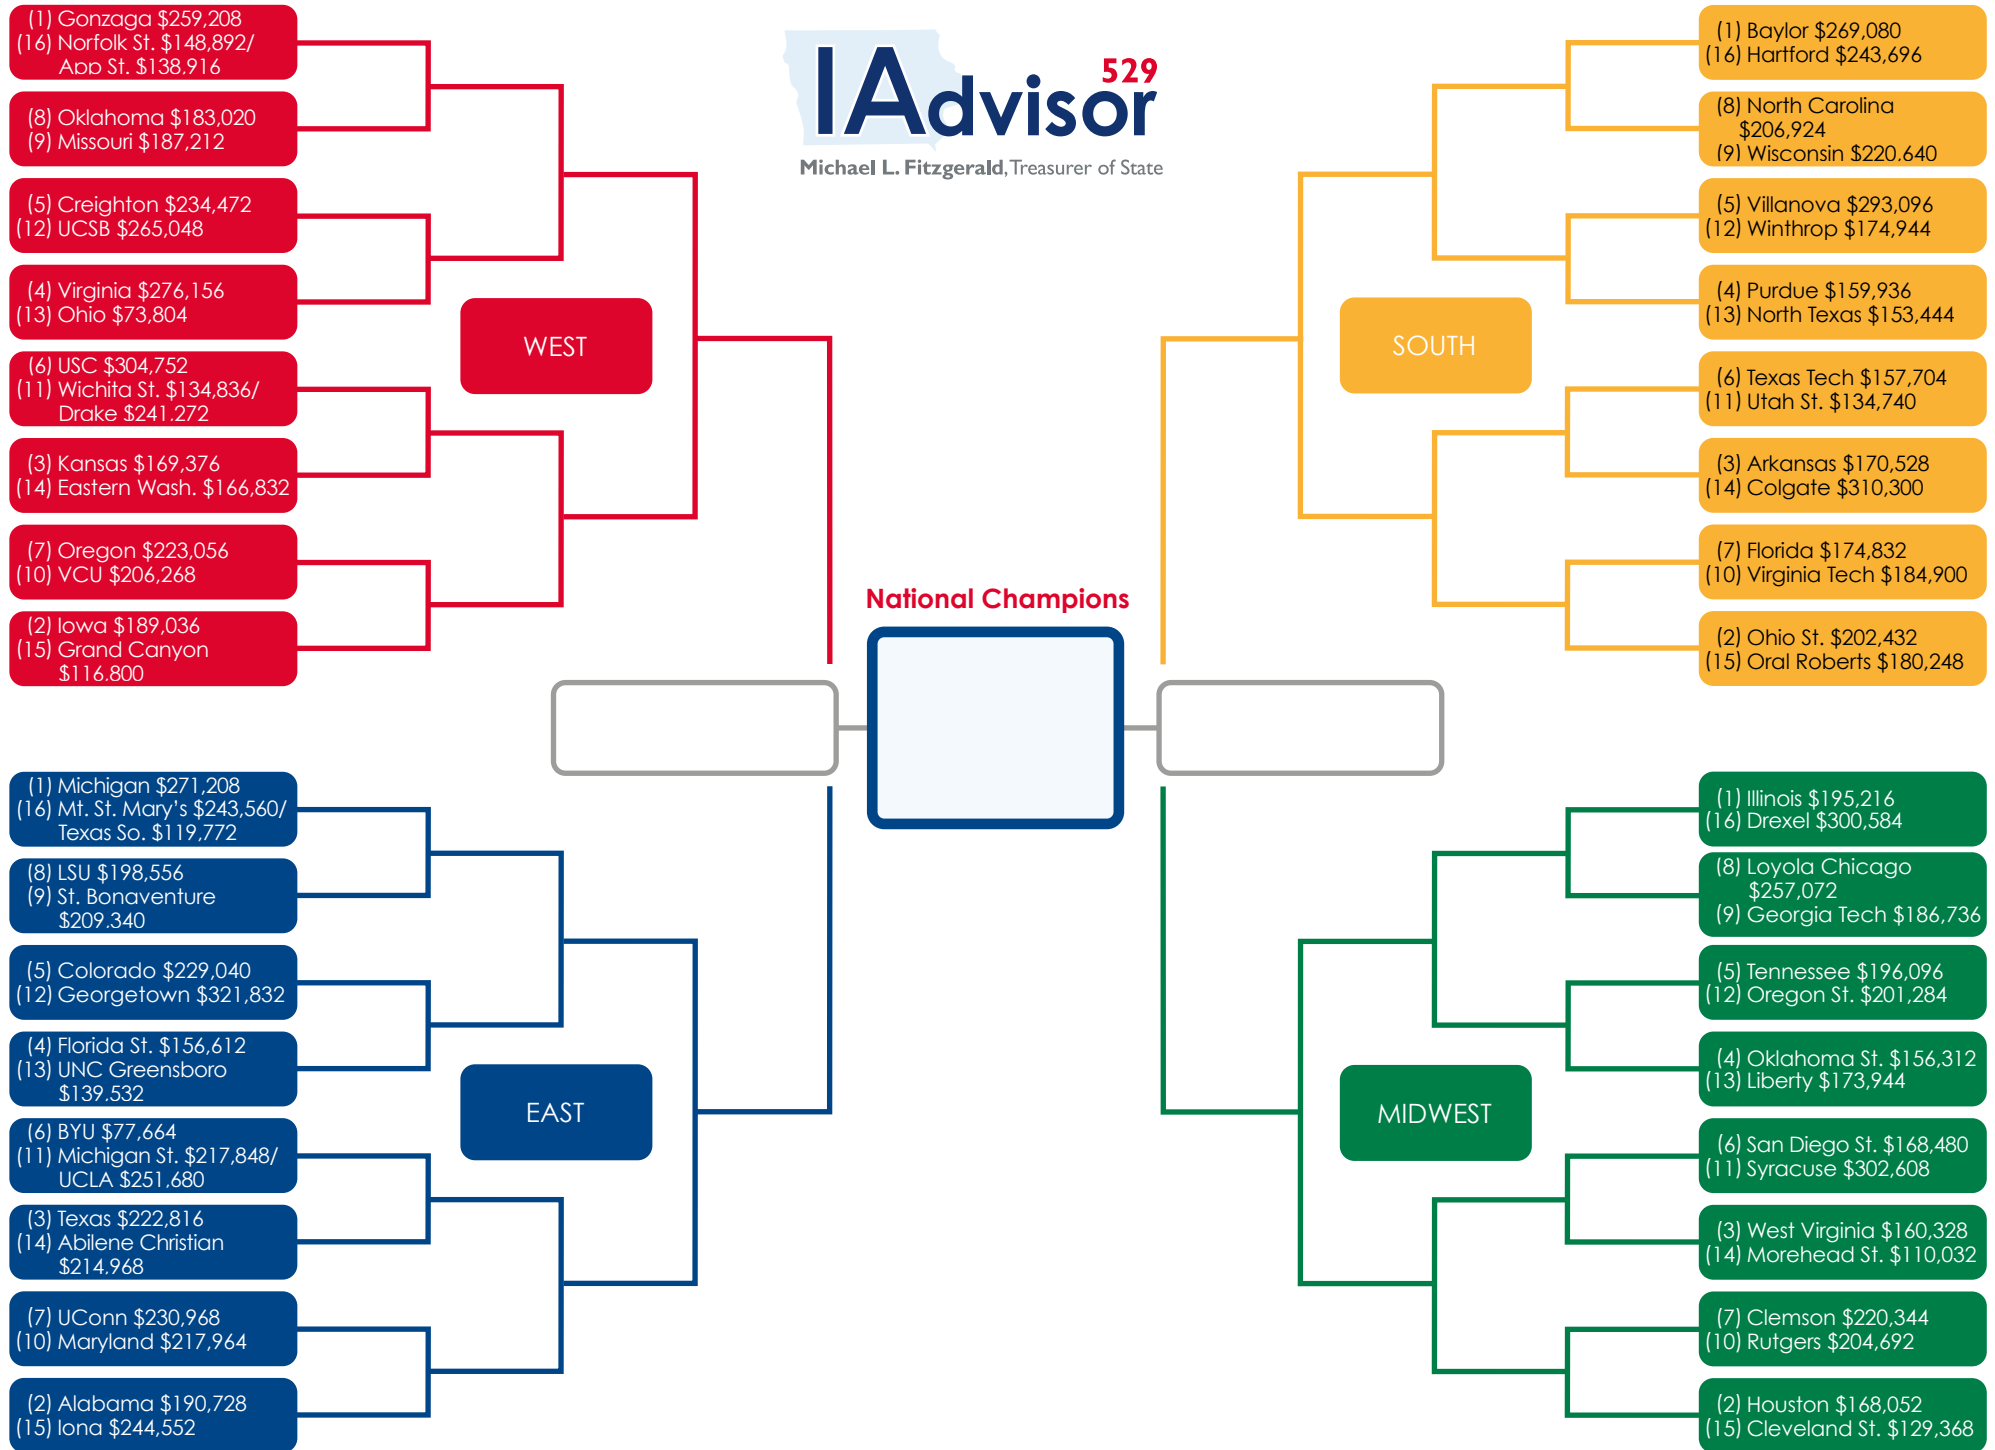 (1) Gonzaga $259,208
(16) Norfolk St. $148,892/
App St. $138,916
(8) Oklahoma $183,020
(9) Missouri $187,212
(5) Creighton $234,472
(12) UCSB $265,048
(4) Virginia $276,156
(13) Ohio $73,804
(6) USC $304,752
(11) Wichita St. $134,836/
Drake $241,272
(3) Kansas $169,376
(14) Eastern Wash. $166,832
(7) Oregon $223,056
(10) VCU $206,268
(2) Iowa $189,036
(15) Grand Canyon
$116,800
WEST
IAdvisor 529
Michael L. Fitzgerald, Treasurer of State
(1) Baylor $269,080
(16) Hartford $243,696
(8) North Carolina
$206,924
(9) Wisconsin $220,640
(5) Villanova $293,096
(12) Winthrop $174,944
(4) Purdue $159,936
(13) North Texas $153,444
(6) Texas Tech $157,704
(11) Utah St. $134,740
(3) Arkansas $170,528
(14) Colgate $310,300
(7) Florida $174,832
(10) Virginia Tech $184,900
(2) Ohio St. $202,432
(15) Oral Roberts $180,248
SOUTH
National Champions
(1) Michigan $271,208
(16) Mt. St. Mary's $243,560/
Texas So. $119,772
(8) LSU $198,556
(9) St. Bonaventure
$209,340
(5) Colorado $229,040
(12) Georgetown $321,832
(4) Florida St. $156,612
(13) UNC Greensboro
$139,532
(6) BYU $77,664
(11) Michigan St. $217,848/
UCLA $251,680
(3) Texas $222,816
(14) Abilene Christian
$214,968
(7) UConn $230,968
(10) Maryland $217,964
(2) Alabama $190,728
(15) Iona $244,552
EAST
(1) Illinois $195,216
(16) Drexel $300,584
(8) Loyola Chicago
$257,072
(9) Georgia Tech $186,736
(5) Tennessee $196,096
(12) Oregon St. $201,284
(4) Oklahoma St. $156,312
(13) Liberty $173,944
(6) San Diego St. $168,480
(11) Syracuse $302,608
(3) West Virginia $160,328
(14) Morehead St. $110,032
(7) Clemson $220,344
(10) Rutgers $204,692
(2) Houston $168,052
(15) Cleveland St. $129,368
MIDWEST